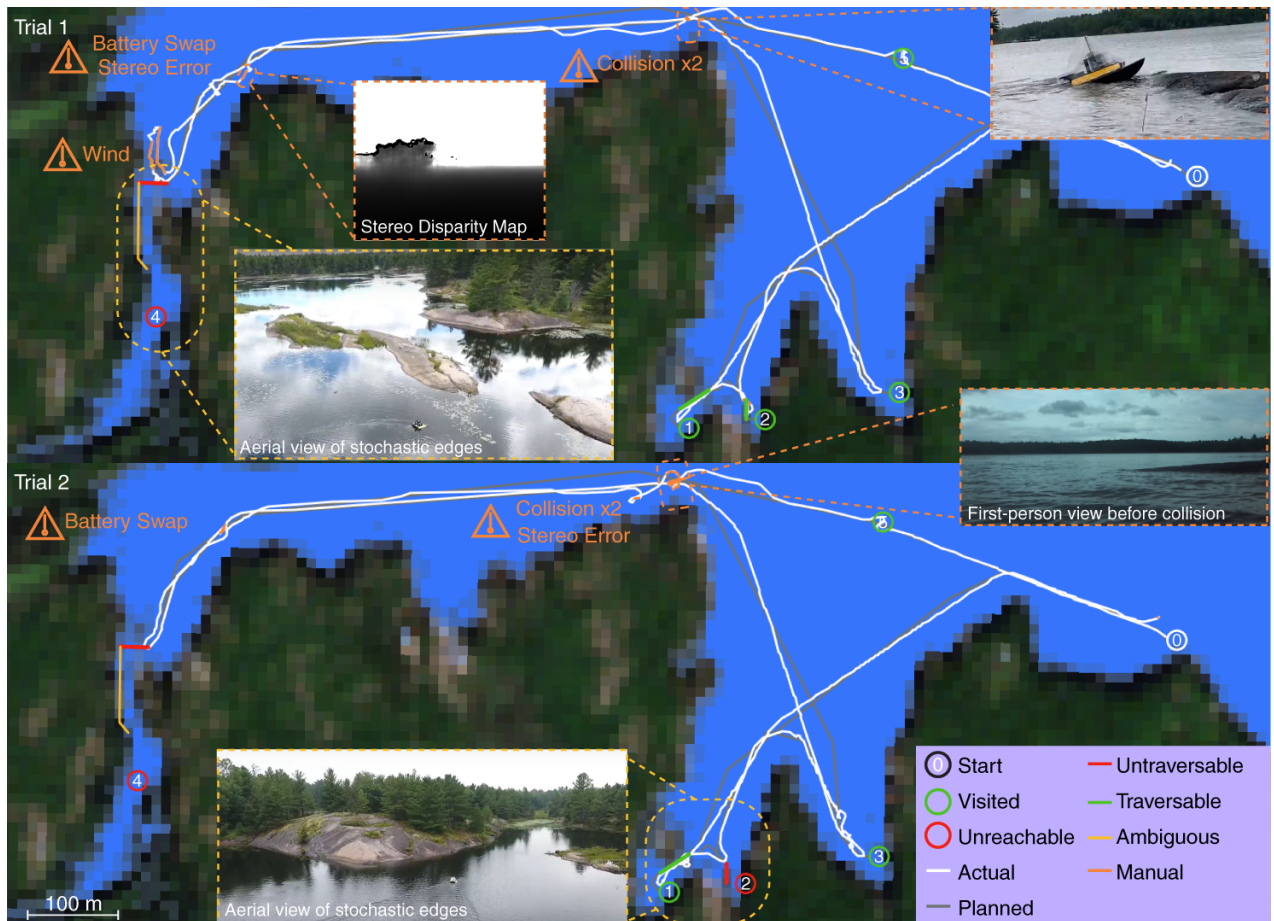 Trial 1
Battery Swap
Stereo Error
Collision x2
Wind
0
Stereo Disparity Map
4
Aerial view of stochastic edges
3
1
2
Trial 2
Battery Swap
Collision x2
Stereo Error
First-person view before collision
0
4
3
1
2
Aerial view of stochastic edges
100 m
0 Start
Visited
Unreachable
Actual
Planned
Untraversable
Traversable
Ambiguous
Manual